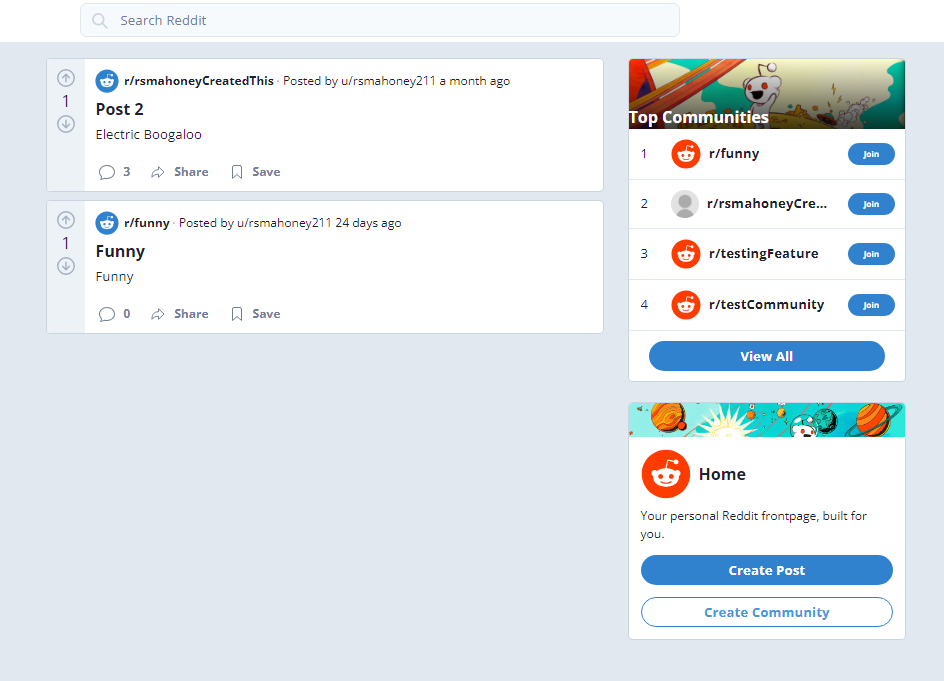 Search Reddit
1
r/rsmahoneyCreatedThis · Posted by u/rsmahoney211 a month ago
Post 2
Electric Boogaloo
3 Share Save
1
r/funny · Posted by u/rsmahoney211 24 days ago
Funny
Funny
0 Share Save
Top Communities
1 r/funny Join
2 r/rsmahoneyCre... Join
3 r/testingFeature Join
4 r/testCommunity Join
View All
Home
Your personal Reddit frontpage, built for
you.
Create Post
Create Community